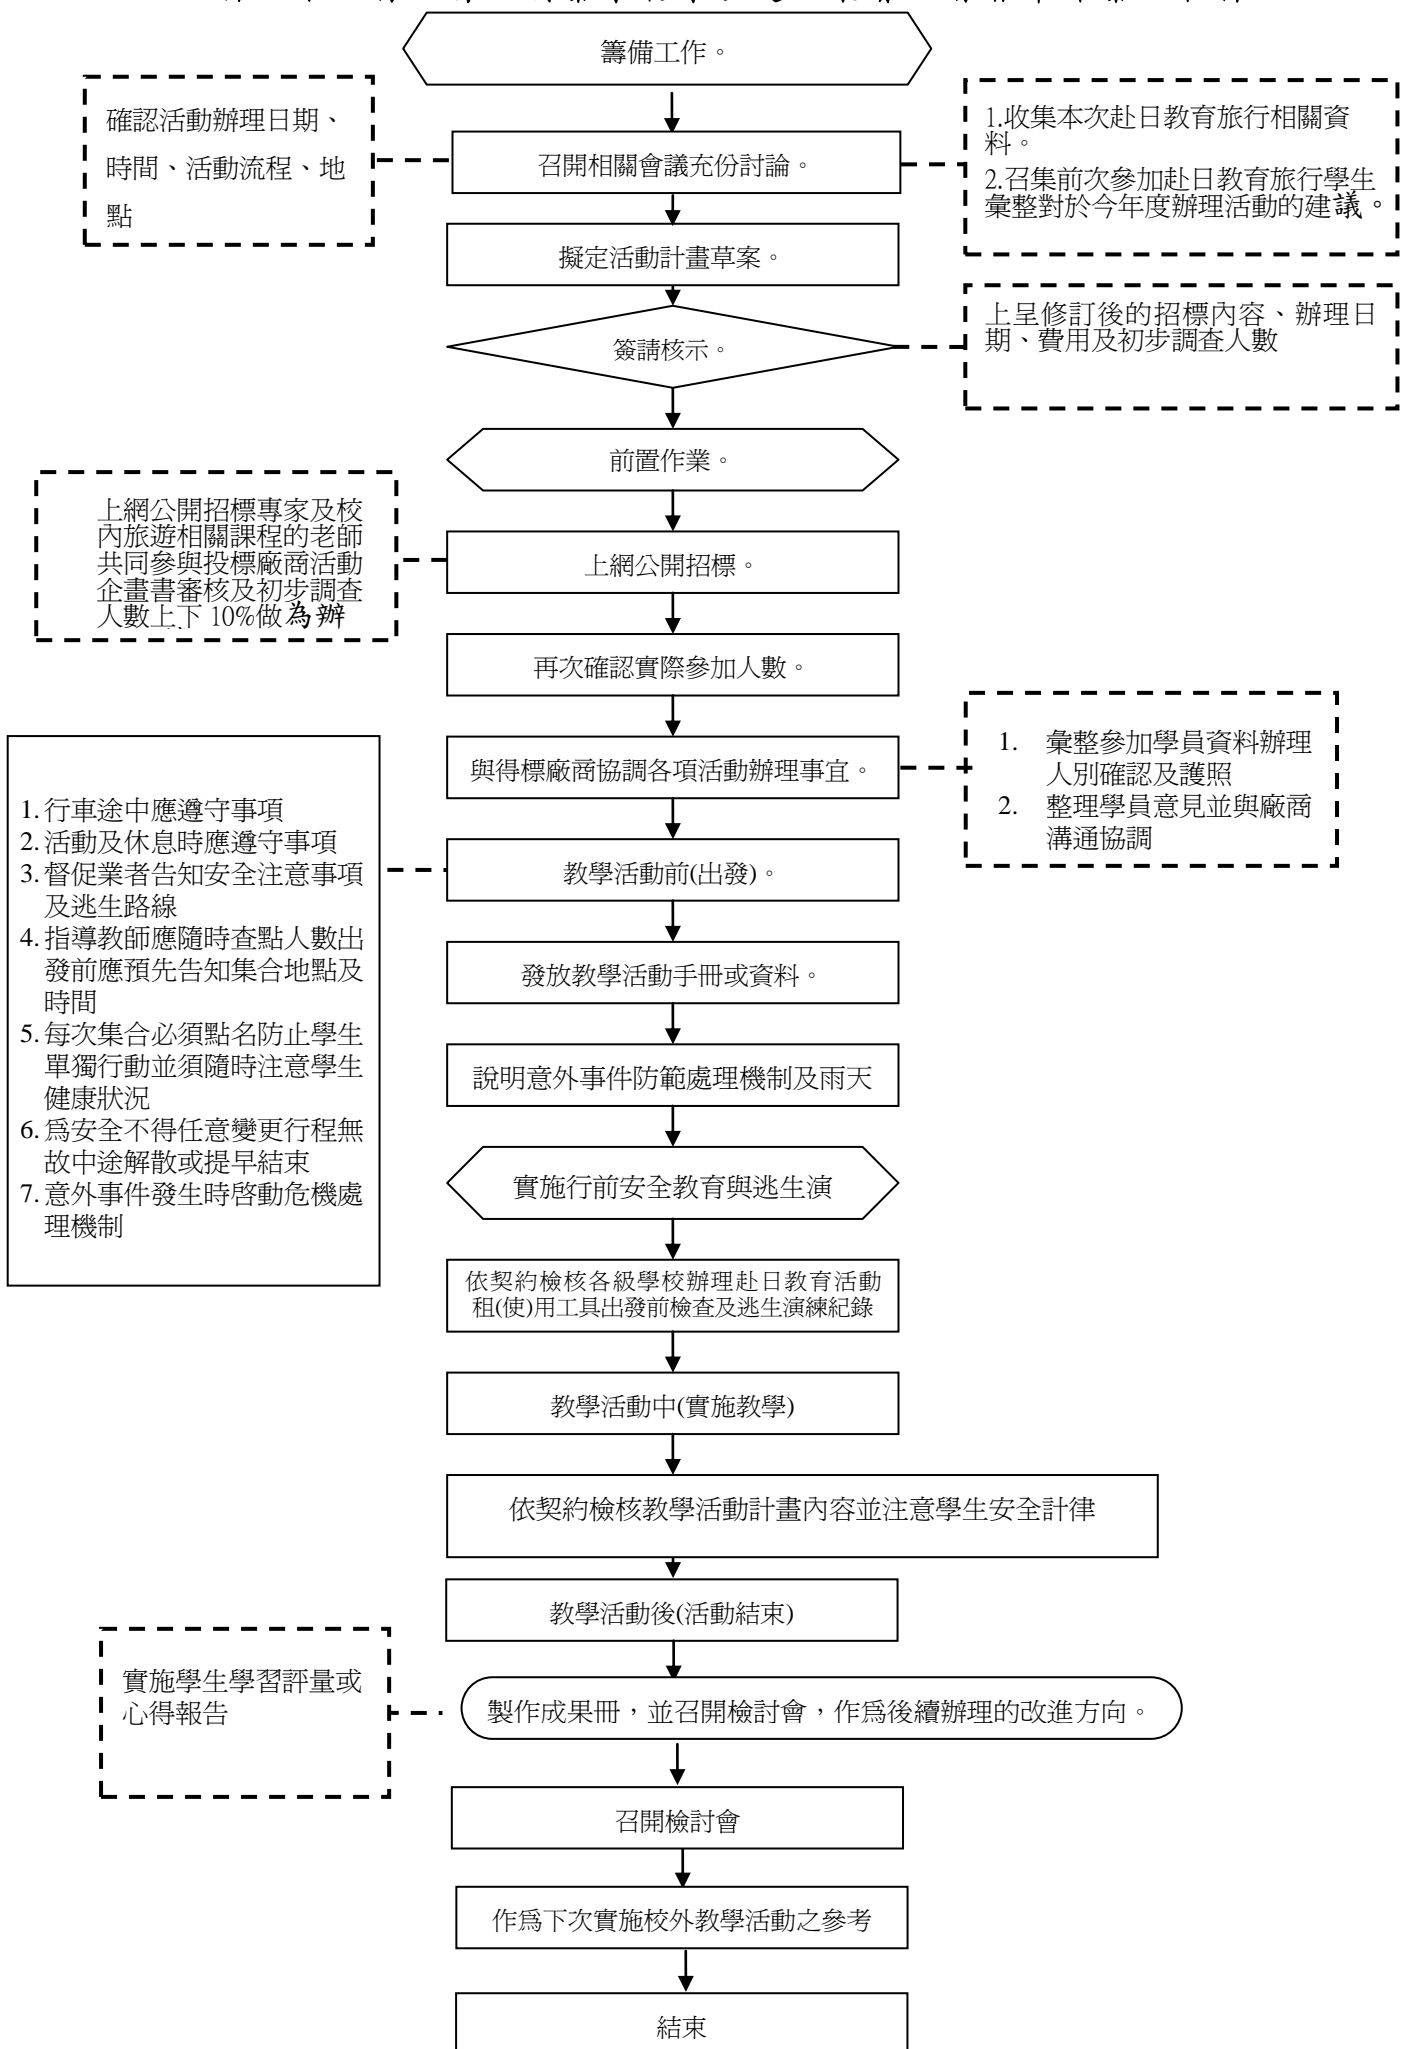 籌備工作。
確認活動辦理日期、
時間、活動流程、地
點
召開相關會議充份討論。
1.收集本次赴日教育旅行相關資
料。
2.召集前次參加赴日教育旅行學生
彙整對於今年度辦理活動的建議。
擬定活動計畫草案。
簽請核示。
上呈修訂後的招標內容、辦理日
期、費用及初步調查人數
前置作業。
上網公開招標專家及校
內旅遊相關課程的老師
共同參與投標廠商活動
企畫書審核及初步調查
人數上下 10%做為辦
上網公開招標。
再次確認實際參加人數。
與得標廠商協調各項活動辦理事宜。
1. 彙整參加學員資料辦理
人別確認及護照
2. 整理學員意見並與廠商
溝通協調
1. 行車途中應遵守事項
2. 活動及休息時應遵守事項
3. 督促業者告知安全注意事項
及逃生路線
4. 指導教師應隨時查點人數出
發前應預先告知集合地點及
時間
5. 每次集合必須點名防止學生
單獨行動並須隨時注意學生
健康狀況
6. 為安全不得任意變更行程無
故中途解散或提早結束
7. 意外事件發生時啓動危機處
理機制
教學活動前(出發)。
發放教學活動手冊或資料。
說明意外事件防範處理機制及雨天
實施行前安全教育與逃生演
依契約檢核各級學校辦理赴日教育活動
租(使)用工具出發前檢查及逃生演練紀錄
教學活動中(實施教學)
依契約檢核教學活動計畫內容並注意學生安全計律
教學活動後(活動結束)
實施學生學習評量或
心得報告
製作成果冊，並召開檢討會，作為後續辦理的改進方向。
召開檢討會
作為下次實施校外教學活動之參考
結束